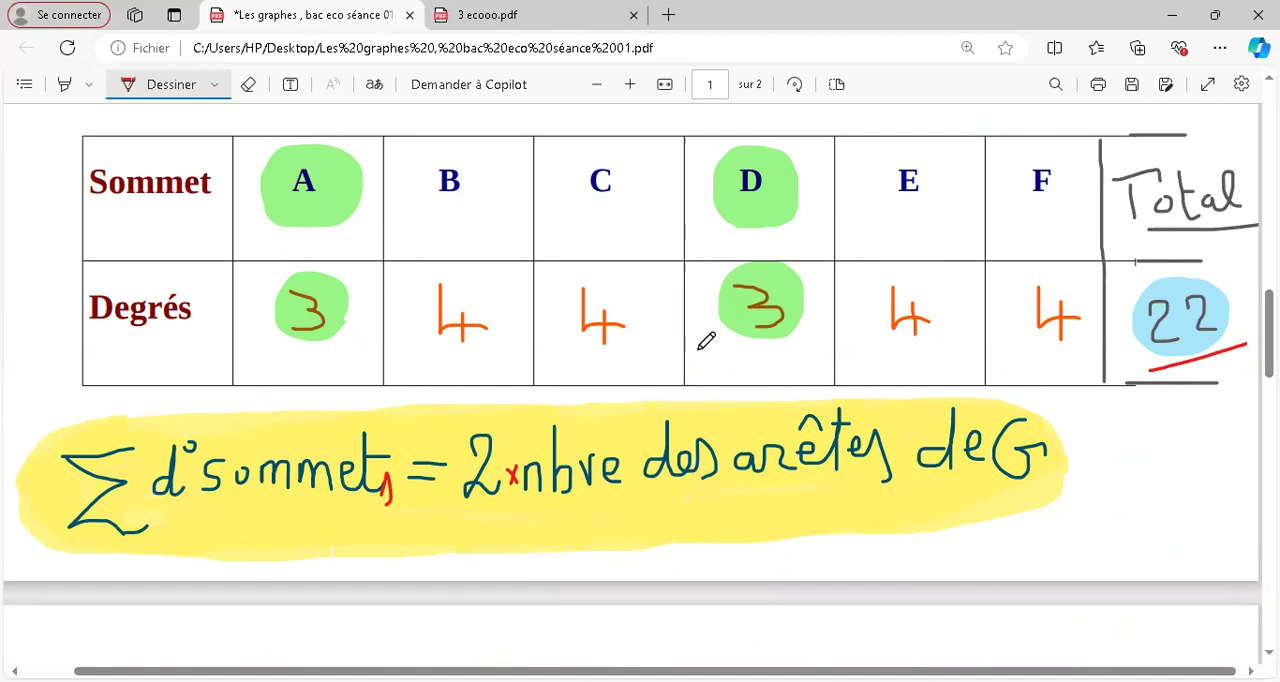 Se connecter
*Les graphes , bac eco séance 01.
3 ecooo.pdf
Fichier
C:/Users/HP/Desktop/Les%20graphes%20,%20bac%20eco%20séance%2001.pdf
Dessiner
Demander à Copilot
1 sur 2
Sommet A B C D E F Total
Degrés 3 4 4 3 4 4 22
∑ d° sommets = 2 × nbre des arêtes de G